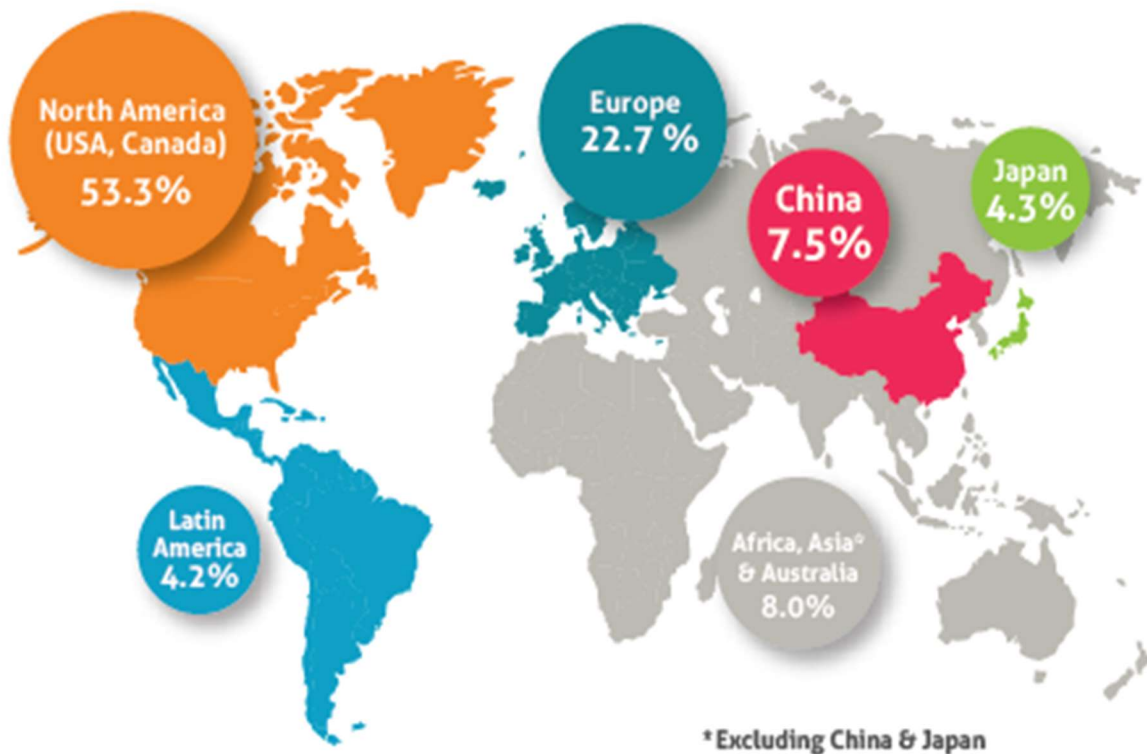 North America
(USA, Canada)
53.3%
Europe
22.7 %
China
7.5%
Japan
4.3%
Latin
America
4.2%
Africa, Asia*
& Australia
8.0%
*Excluding China & Japan